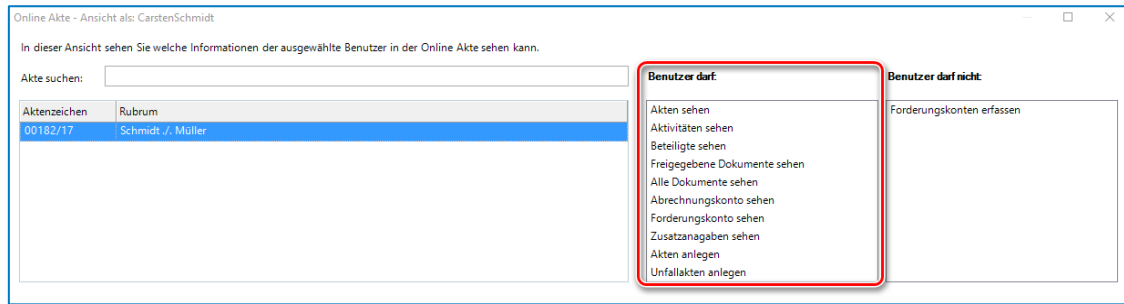 Online Akte - Ansicht als: CarstenSchmidt
In dieser Ansicht sehen Sie welche Informationen der ausgewählte Benutzer in der Online Akte sehen kann.
Akte suchen:
Aktenzeichen Rubrum
00182/17 Schmidt ./. Müller
Benutzer darf:
Akten sehen
Aktivitäten sehen
Beteiligte sehen
Freigegebene Dokumente sehen
Alle Dokumente sehen
Abrechnungskonto sehen
Forderungskonto sehen
Zusatzanagaben sehen
Akten anlegen
Unfallakten anlegen
Benutzer darf nicht:
Forderungskonten erfassen